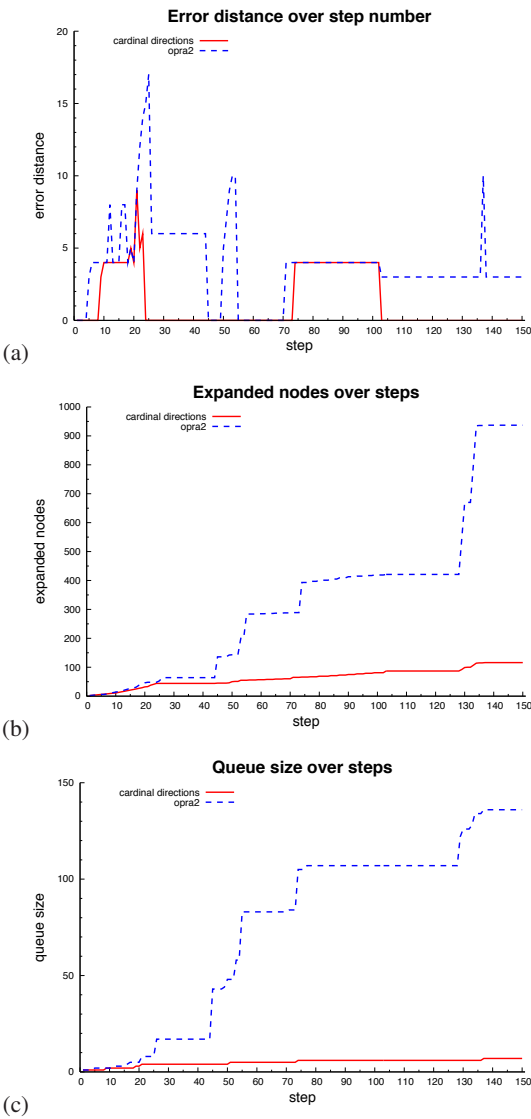 Error distance over step number
cardinal directions
opra2
20
15
10
5
0
error distance
0 10 20 30 40 50 60 70 80 90 100 110 120 130 140 150
step
(a)
Expanded nodes over steps
cardinal directions
opra2
1000
900
800
700
600
500
400
300
200
100
0
expanded nodes
0 10 20 30 40 50 60 70 80 90 100 110 120 130 140 150
step
(b)
Queue size over steps
cardinal directions
opra2
150
100
50
0
queue size
0 10 20 30 40 50 60 70 80 90 100 110 120 130 140 150
step
(c)